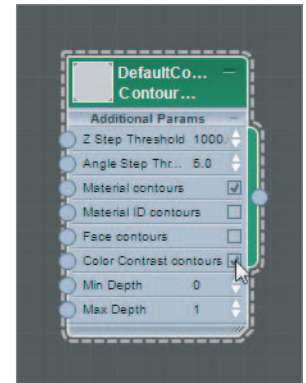 DefaultCo...
Contour...
Additional Params
Z Step Threshold 1000.
Angle Step Thr... 5.0
Material contours
Material ID contours
Face contours
Color Contrast contours
Min Depth 0
Max Depth 1